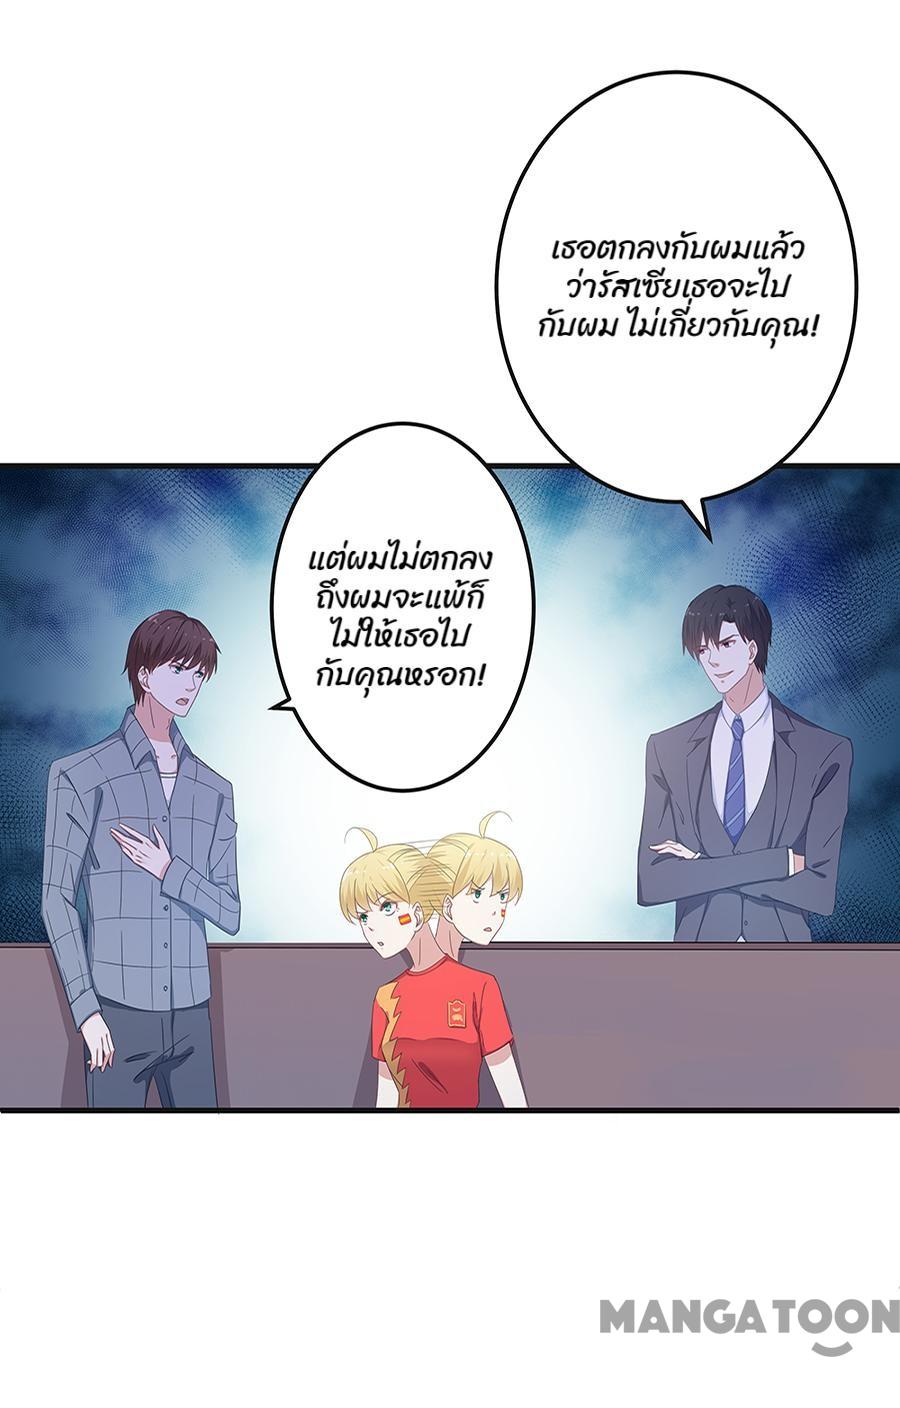 เธอตกลงกับผมแล้ว
ว่ารัสเซียเธอจะไป
กับผม ไม่เกี่ยวกับคุณ!
แต่ผมไม่ตกลง
ถึงผมจะแพ้ก็
ไม่ให้เธอไป
กับคุณหรอก!
MANGATOON